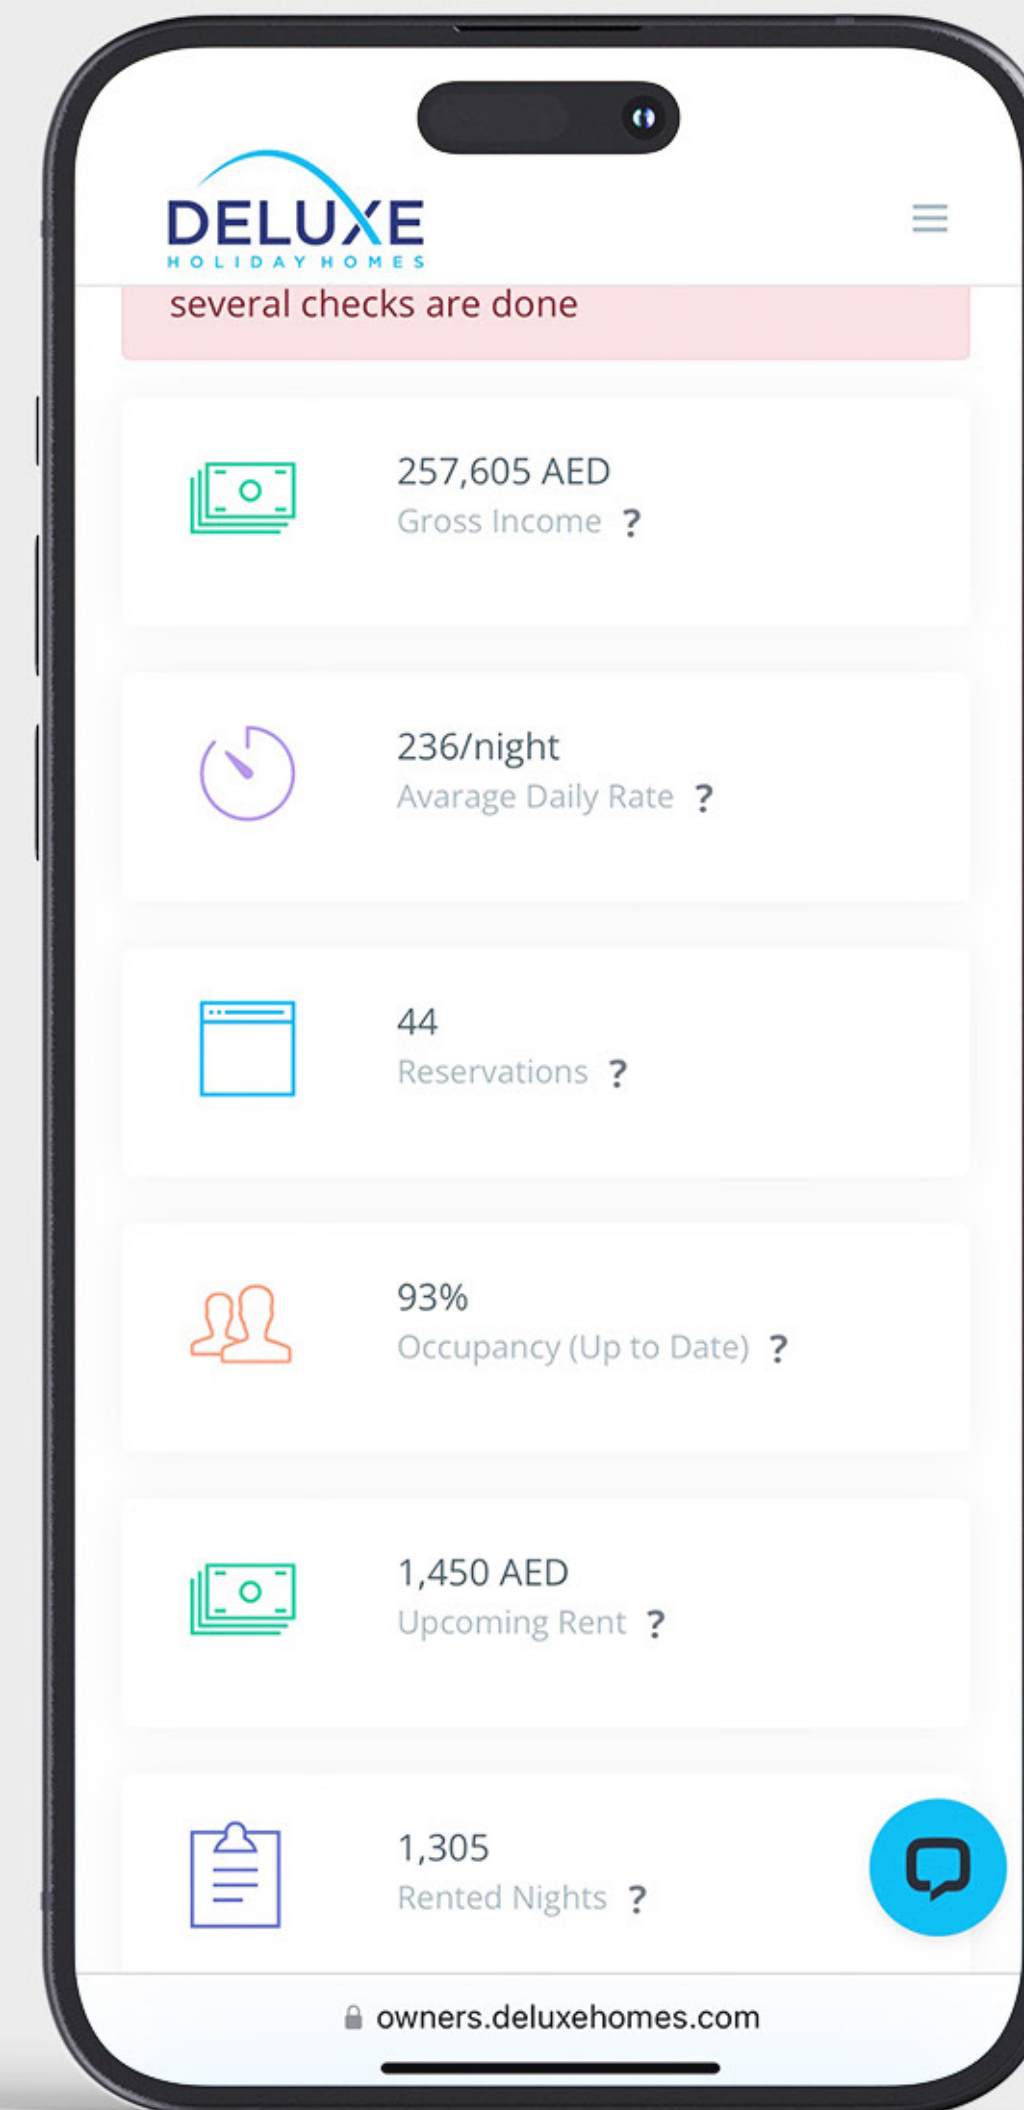 DELUXE
HOLIDAY HOMES
several checks are done
257,605 AED
Gross Income ?
236/night
Avarage Daily Rate ?
44
Reservations ?
93%
Occupancy (Up to Date) ?
1,450 AED
Upcoming Rent ?
1,305
Rented Nights ?
owners.deluxehomes.com